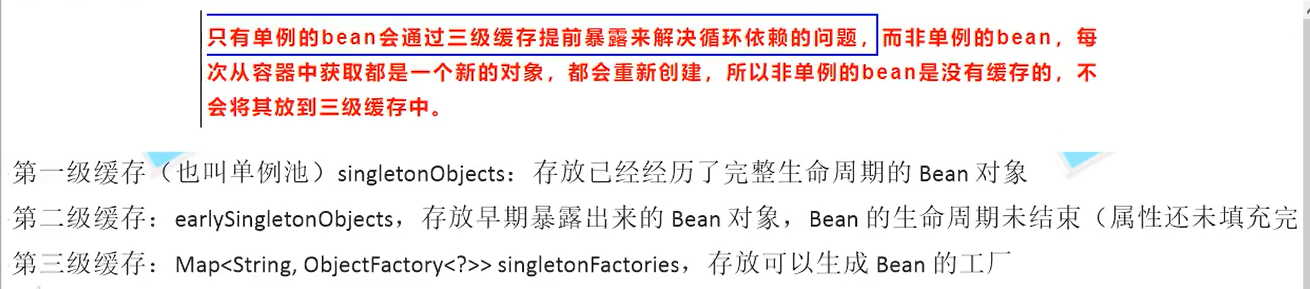 只有单例的bean会通过三级缓存提前暴露来解决循环依赖的问题，而非单例的bean，每
次从容器中获取都是一个新的对象，都会重新创建，所以非单例的bean是没有缓存的，不
会将其放到三级缓存中。
第一级缓存（也叫单例池）singletonObjects：存放已经经历了完整生命周期的 Bean 对象
第二级缓存：earlySingletonObjects，存放早期暴露出来的 Bean 对象，Bean 的生命周期未结束（属性还未填充完
第三级缓存：Map<String, ObjectFactory<?>> singletonFactories，存放可以生成 Bean 的工厂